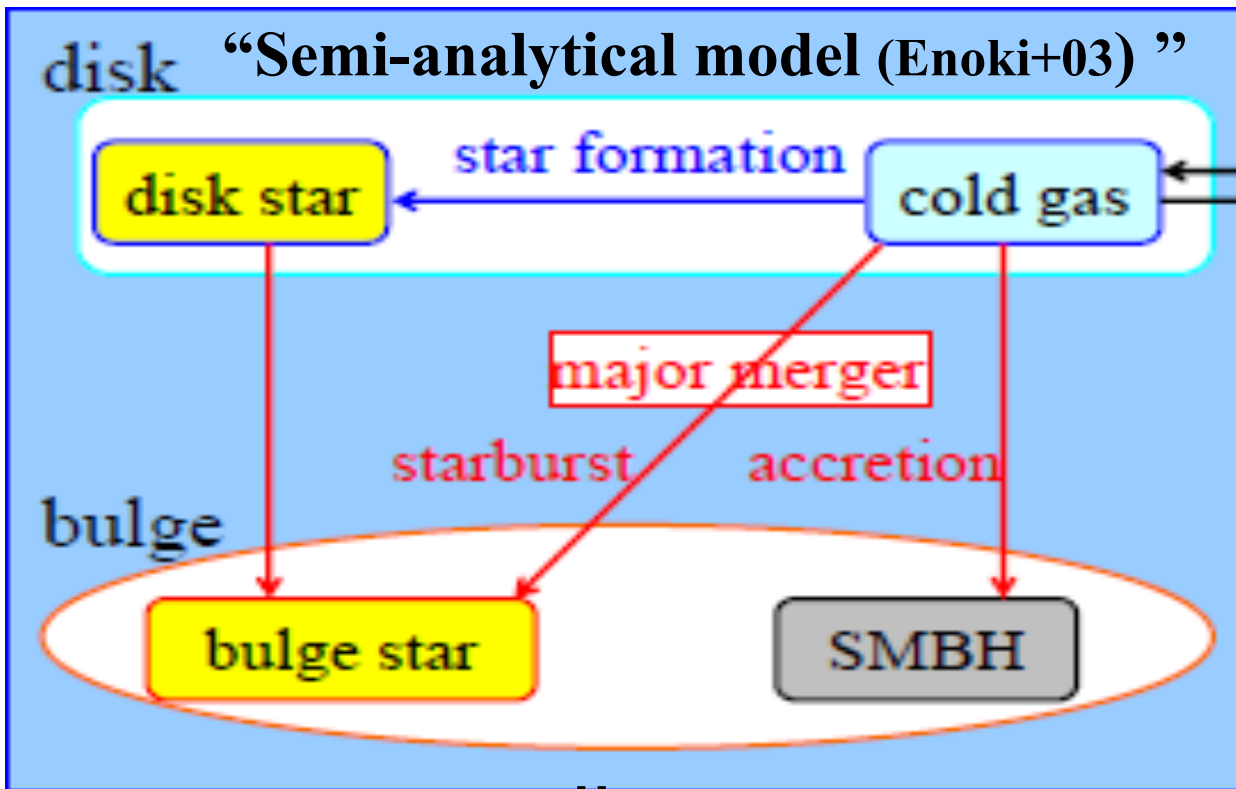 disk “Semi-analytical model (Enoki+03) ”
star formation
disk star
cold gas
major merger
starburst
accretion
bulge
bulge star
SMBH